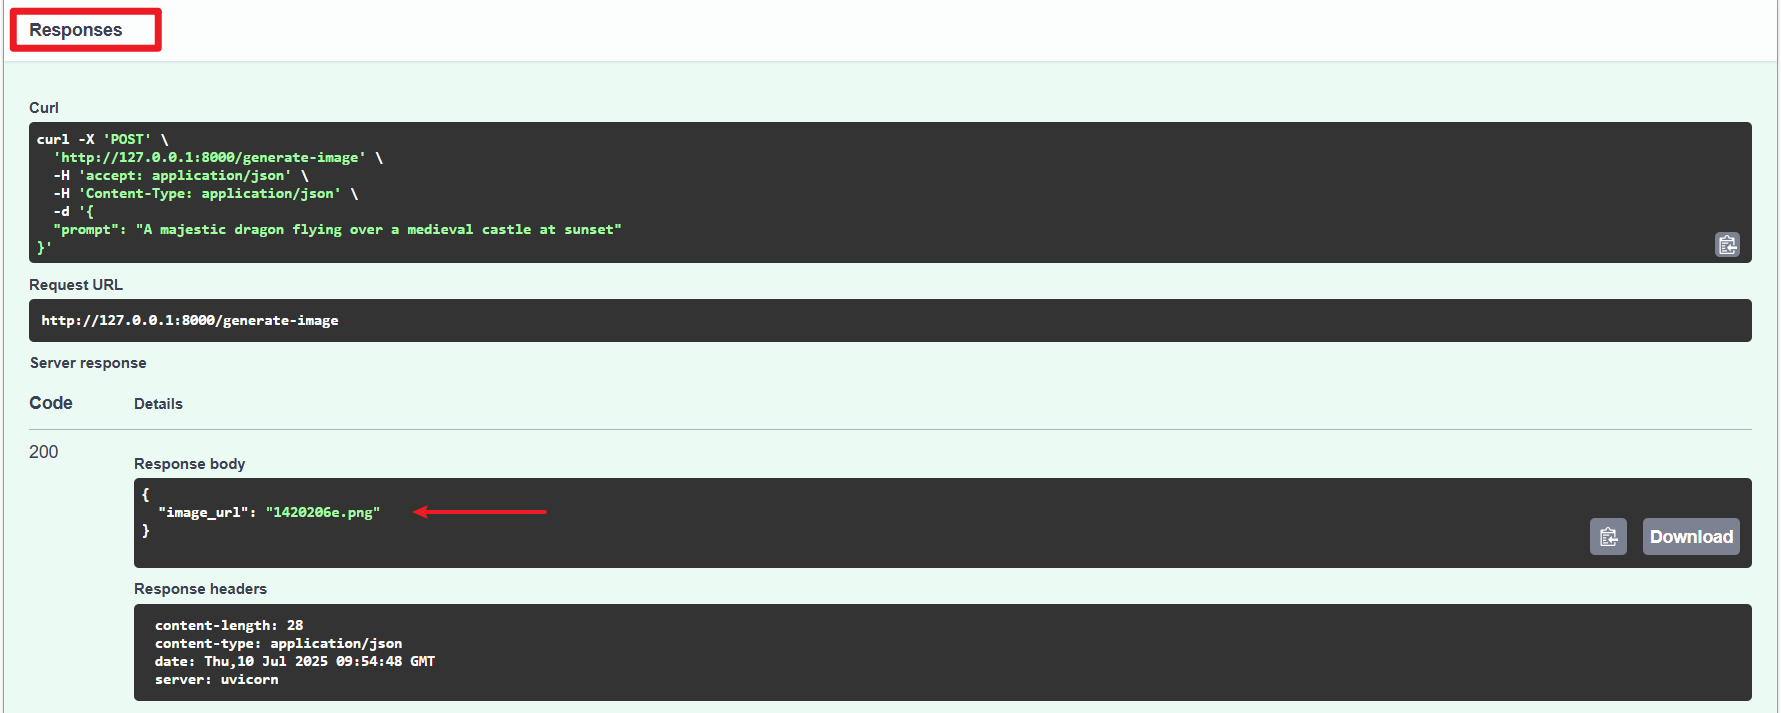 Responses
Curl
curl -X 'POST' \
  'http://127.0.0.1:8000/generate-image' \
  -H 'accept: application/json' \
  -H 'Content-Type: application/json' \
  -d '{
  "prompt": "A majestic dragon flying over a medieval castle at sunset"
}'
Request URL
http://127.0.0.1:8000/generate-image
Server response
Code Details
200
Response body
{
  "image_url": "1420206e.png"
}
Download
Response headers
content-length: 28
content-type: application/json
date: Thu,10 Jul 2025 09:54:48 GMT
server: uvicorn